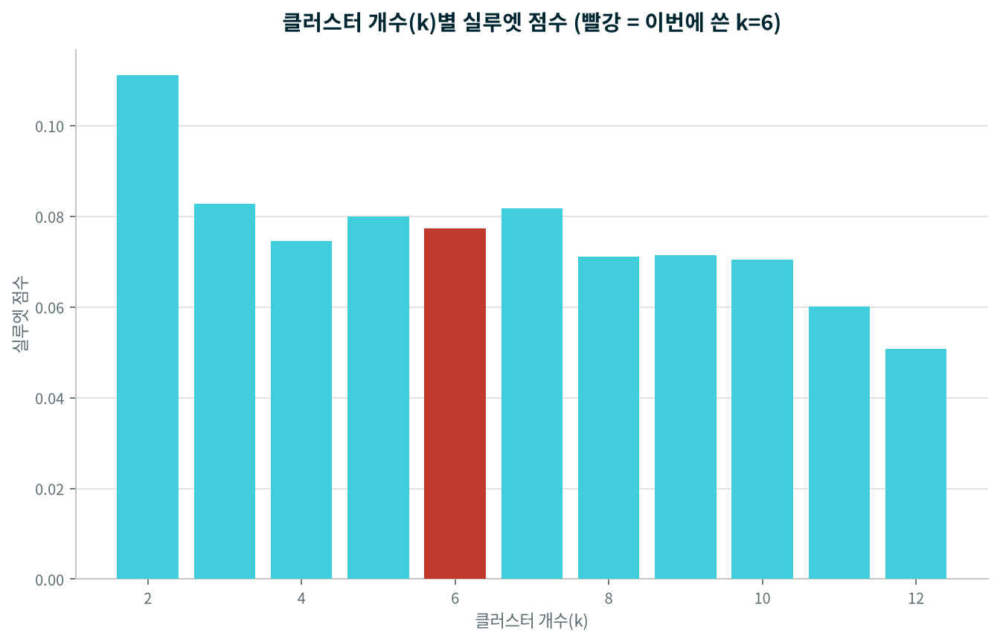 클러스터 개수(k)별 실루엣 점수 (빨강 = 이번에 쓴 k=6)
실루엣 점수
0.10
0.08
0.06
0.04
0.02
0.00
2 4 6 8 10 12
클러스터 개수(k)